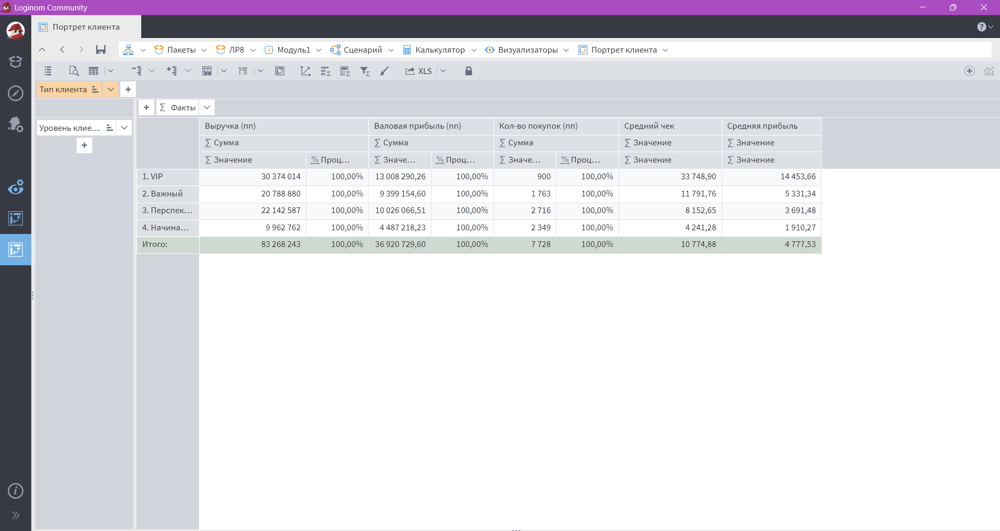 Loginom Community
Портрет клиента
Пакеты ЛР8 Модуль1 Сценарий Калькулятор Визуализаторы Портрет клиента
XLS
Тип клиента
Факты
Уровень клие...
Выручка (пп) Валовая прибыль (пп) Кол-во покупок (пп) Средний чек Средняя прибыль
∑ Сумма ∑ Сумма ∑ Сумма ∑ Значение ∑ Значение
∑ Значение % Проц... ∑ Значе... % Проц... ∑ Значе... % Проц... ∑ Значение ∑ Значение
1. VIP 30 374 014 100,00% 13 008 290,26 100,00% 900 100,00% 33 748,90 14 453,66
2. Важный 20 788 880 100,00% 9 399 154,60 100,00% 1 763 100,00% 11 791,76 5 331,34
3. Перспек... 22 142 587 100,00% 10 026 066,51 100,00% 2 716 100,00% 8 152,65 3 691,48
4. Начина... 9 962 762 100,00% 4 487 218,23 100,00% 2 349 100,00% 4 241,28 1 910,27
Итого: 83 268 243 100,00% 36 920 729,60 100,00% 7 728 100,00% 10 774,88 4 777,53